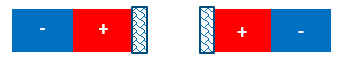 - + + -